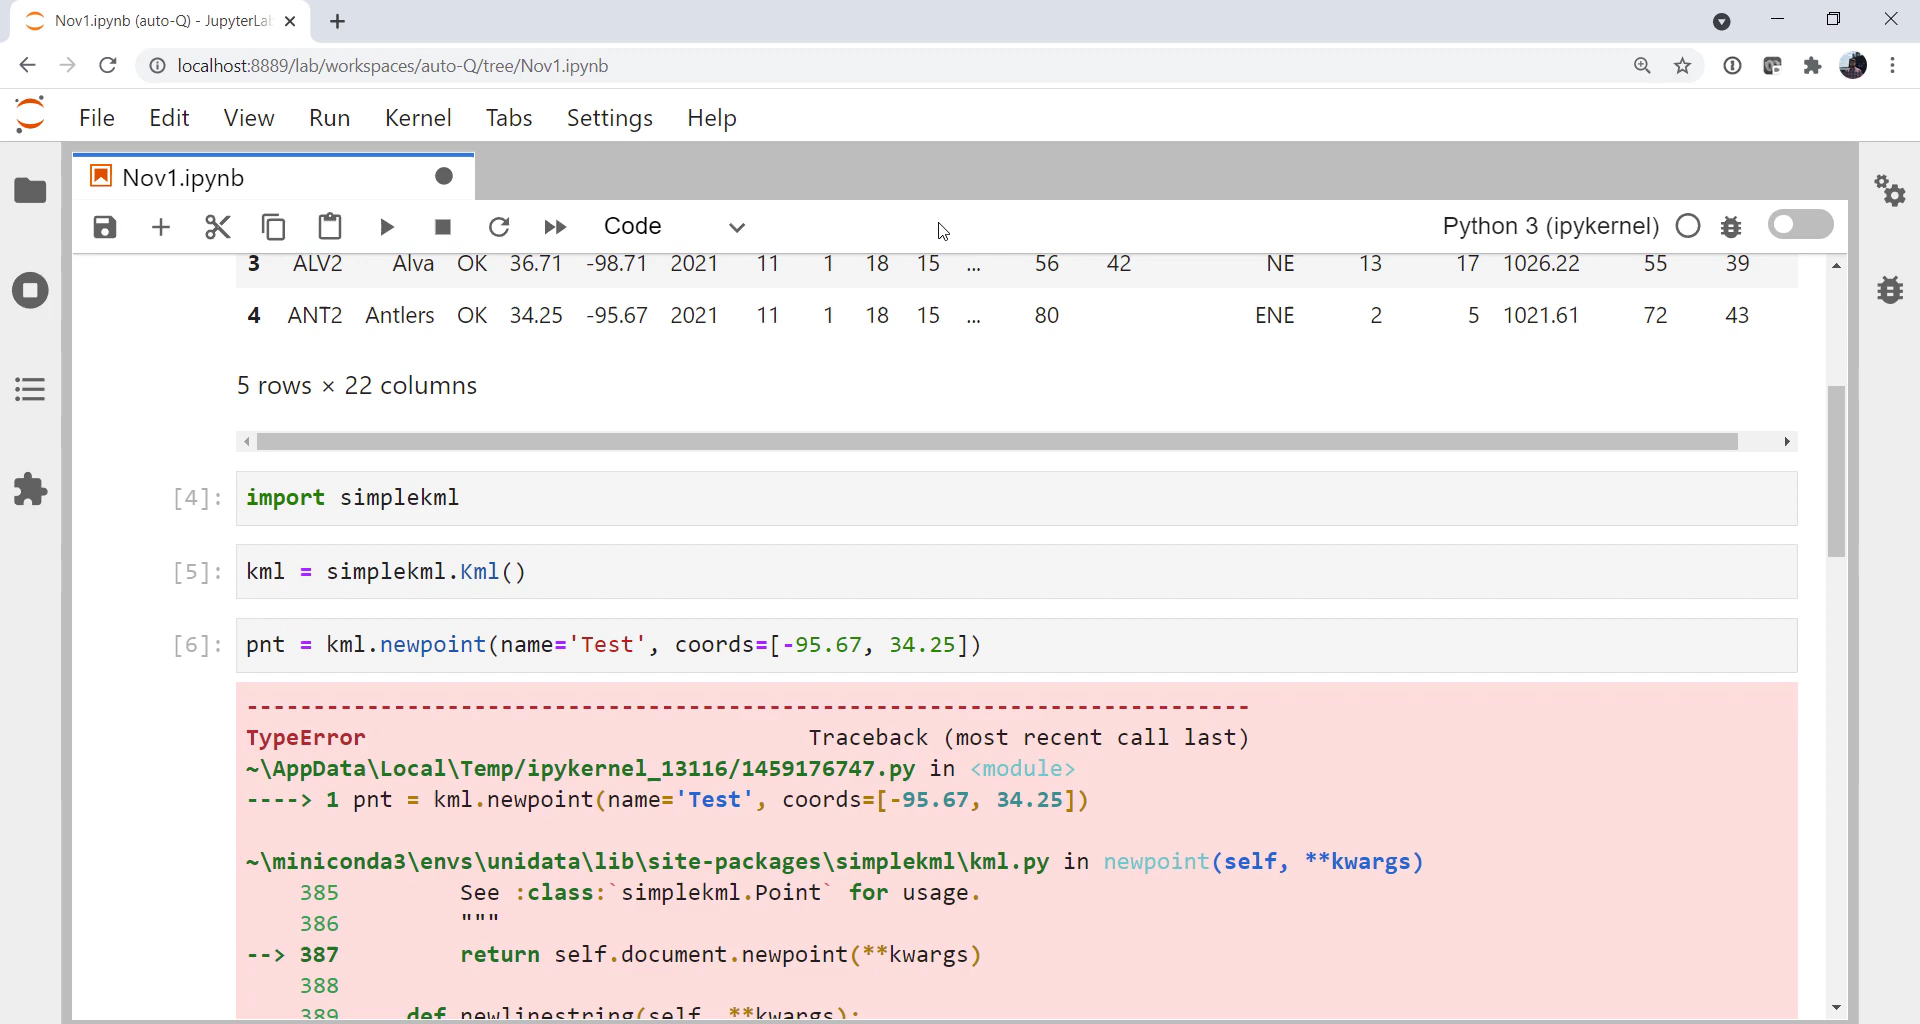 Nov1.ipynb (auto-Q) - JupyterLab
localhost:8889/lab/workspaces/auto-Q/tree/Nov1.ipynb
File Edit View Run Kernel Tabs Settings Help
Nov1.ipynb
Code
Python 3 (ipykernel)
3 ALV2 Alva OK 36.71 -98.71 2021 11 1 18 15 ... 56 42 NE 13 17 1026.22 55 39
4 ANT2 Antlers OK 34.25 -95.67 2021 11 1 18 15 ... 80 ENE 2 5 1021.61 72 43
5 rows × 22 columns
[4]: import simplekml
[5]: kml = simplekml.Kml()
[6]: pnt = kml.newpoint(name='Test', coords=[-95.67, 34.25])
---------------------------------------------------------------------------
TypeError Traceback (most recent call last)
~\AppData\Local\Temp/ipykernel_13116/1459176747.py in <module>
----> 1 pnt = kml.newpoint(name='Test', coords=[-95.67, 34.25])
~\miniconda3\envs\unidata\lib\site-packages\simplekml\kml.py in newpoint(self, **kwargs)
385 See :class:`simplekml.Point` for usage.
386 """
--> 387 return self.document.newpoint(**kwargs)
388
389 def newlinestring(self, **kwargs):